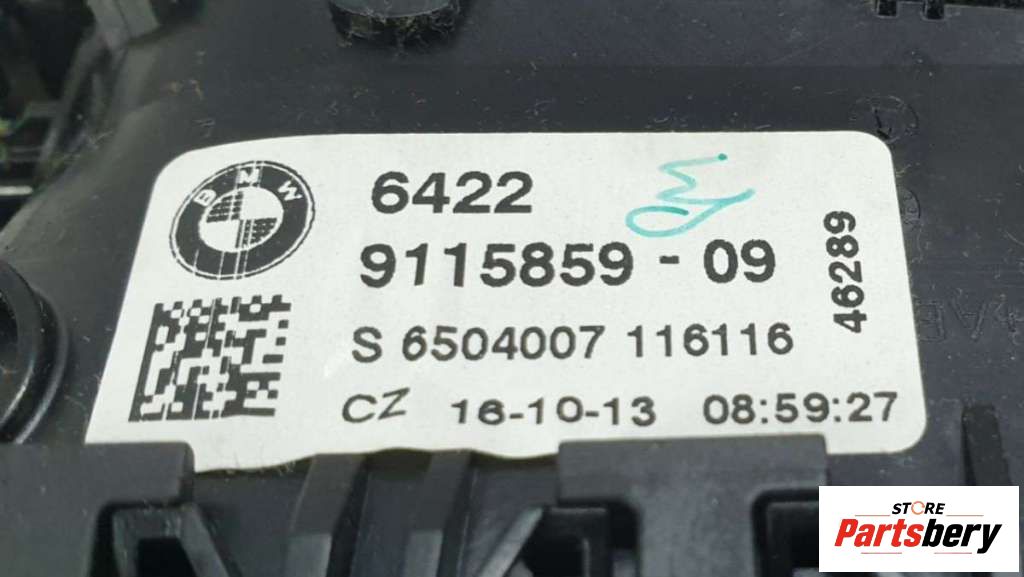 BMW
6422
9115859 - 09
46289
S 6504007 116116
CZ 16-10-13 08:59:27
STORE
Partsbery